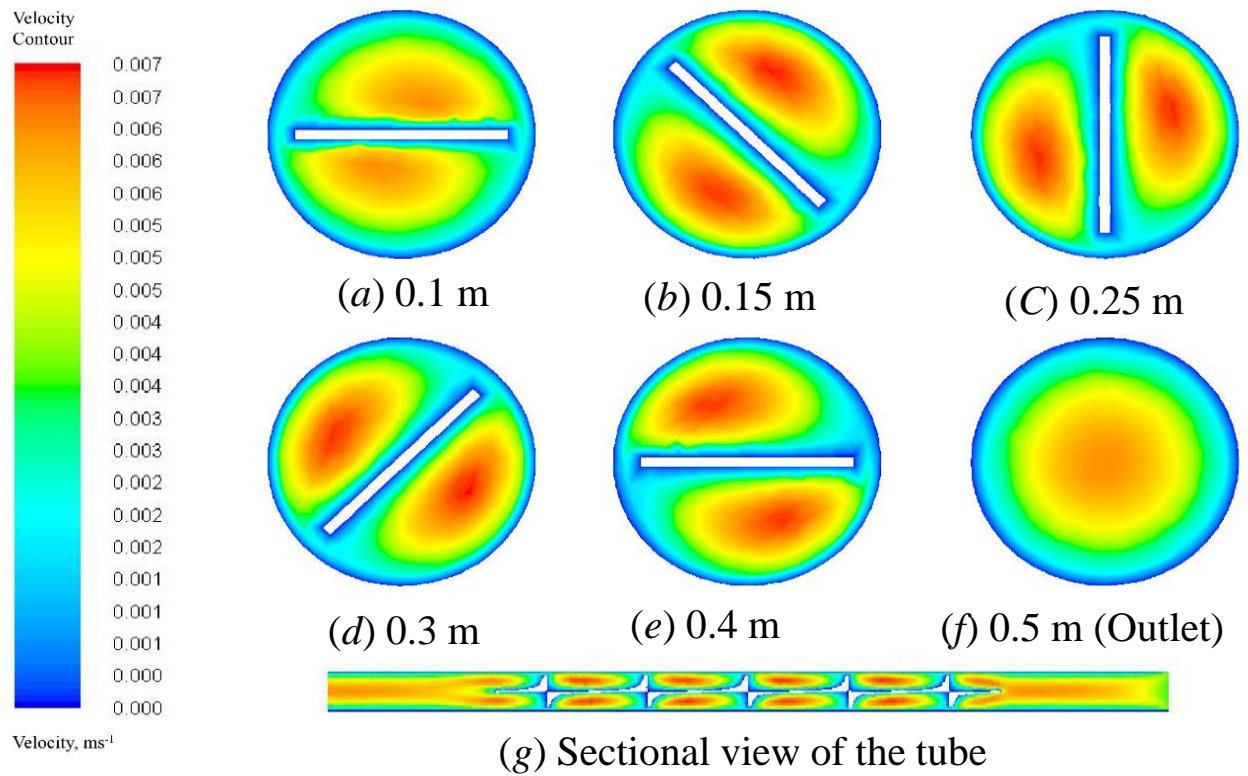 Velocity
Contour
0.007
0.007
0.006
0.006
0.006
0.005
0.005
0.005
0.004
0.004
0.004
0.003
0.003
0.002
0.002
0.002
0.001
0.001
0.001
0.000
0.000
Velocity, ms⁻¹
(a) 0.1 m
(b) 0.15 m
(C) 0.25 m
(d) 0.3 m
(e) 0.4 m
(f) 0.5 m (Outlet)
(g) Sectional view of the tube